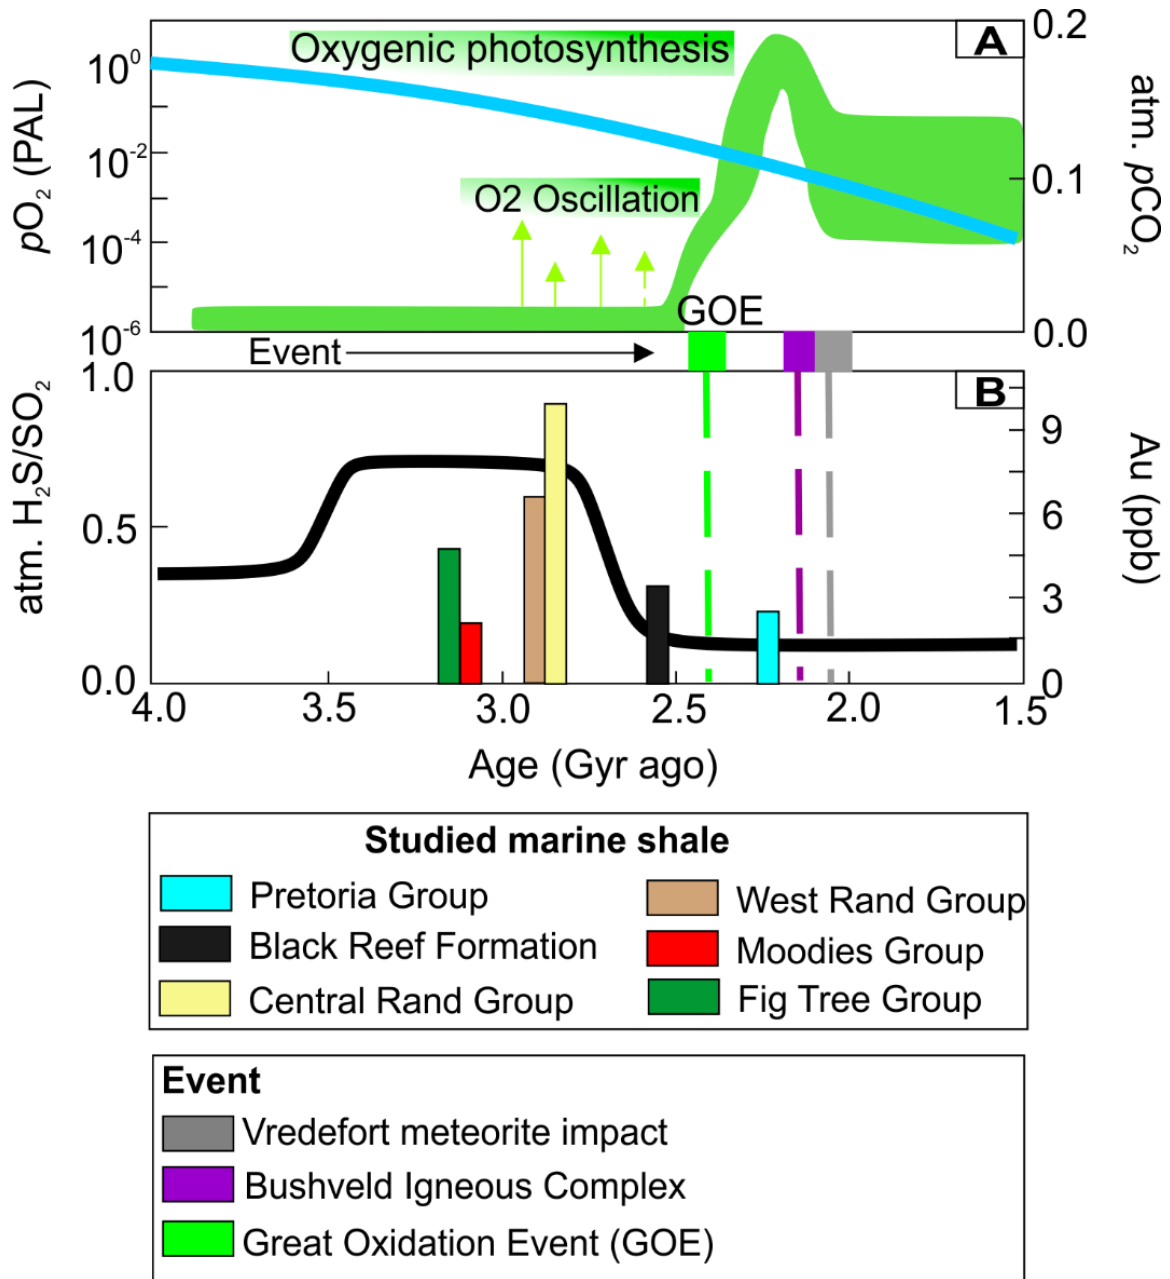 A
Oxygenic photosynthesis
O2 Oscillation
GOE
Event
pO₂ (PAL)
10⁰
10⁻²
10⁻⁴
10⁻⁶
atm. pCO₂
0.2
0.1
0.0
B
atm. H₂S/SO₂
1.0
0.5
0.0
Au (ppb)
9
6
3
0
4.0 3.5 3.0 2.5 2.0 1.5
Age (Gyr ago)
Studied marine shale
Pretoria Group
Black Reef Formation
Central Rand Group
West Rand Group
Moodies Group
Fig Tree Group
Event
Vredefort meteorite impact
Bushveld Igneous Complex
Great Oxidation Event (GOE)